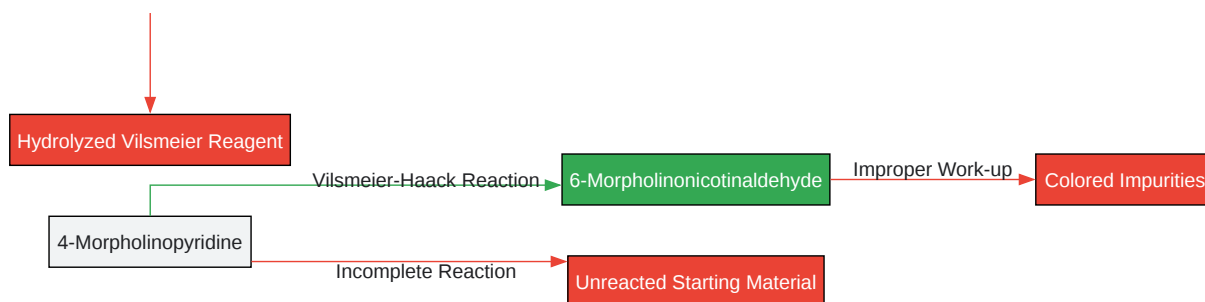 Hydrolyzed Vilsmeier Reagent
Vilsmeier-Haack Reaction
6-Morpholinonicotinaldehyde
Improper Work-up
Colored Impurities
4-Morpholinopyridine
Incomplete Reaction
Unreacted Starting Material